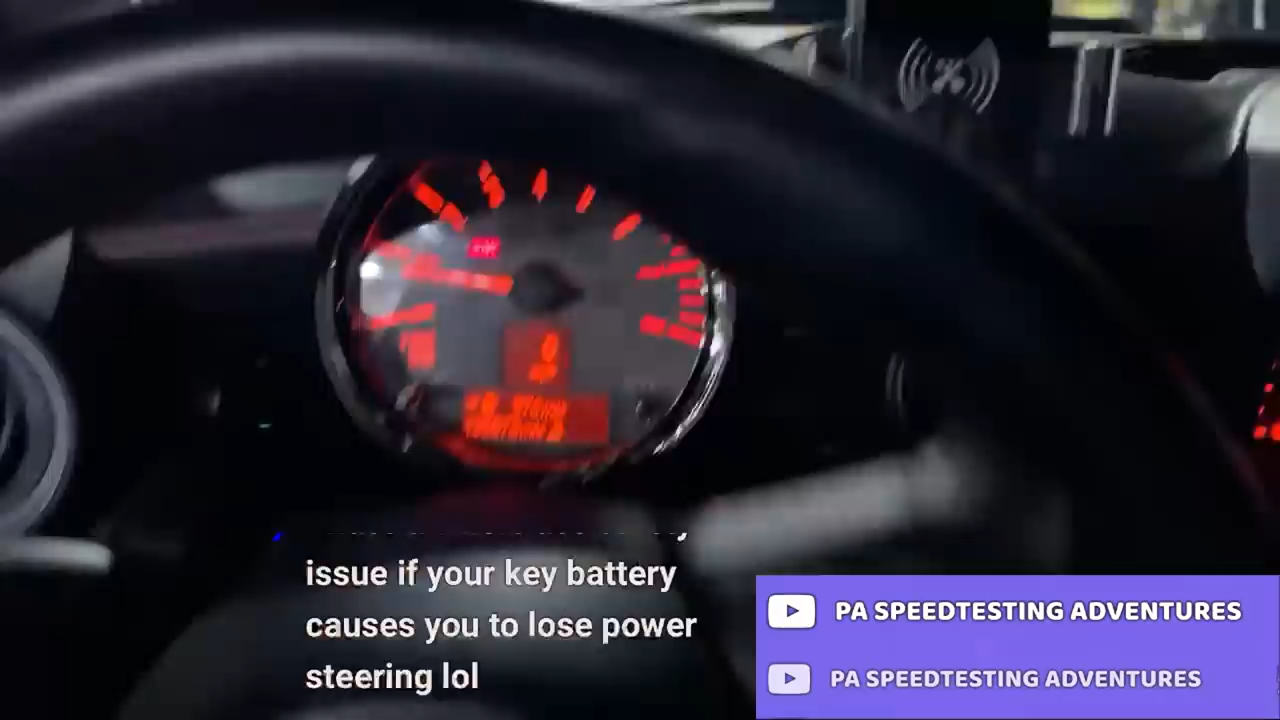 issue if your key battery
causes you to lose power
steering lol
PA SPEEDTESTING ADVENTURES
PA SPEEDTESTING ADVENTURES